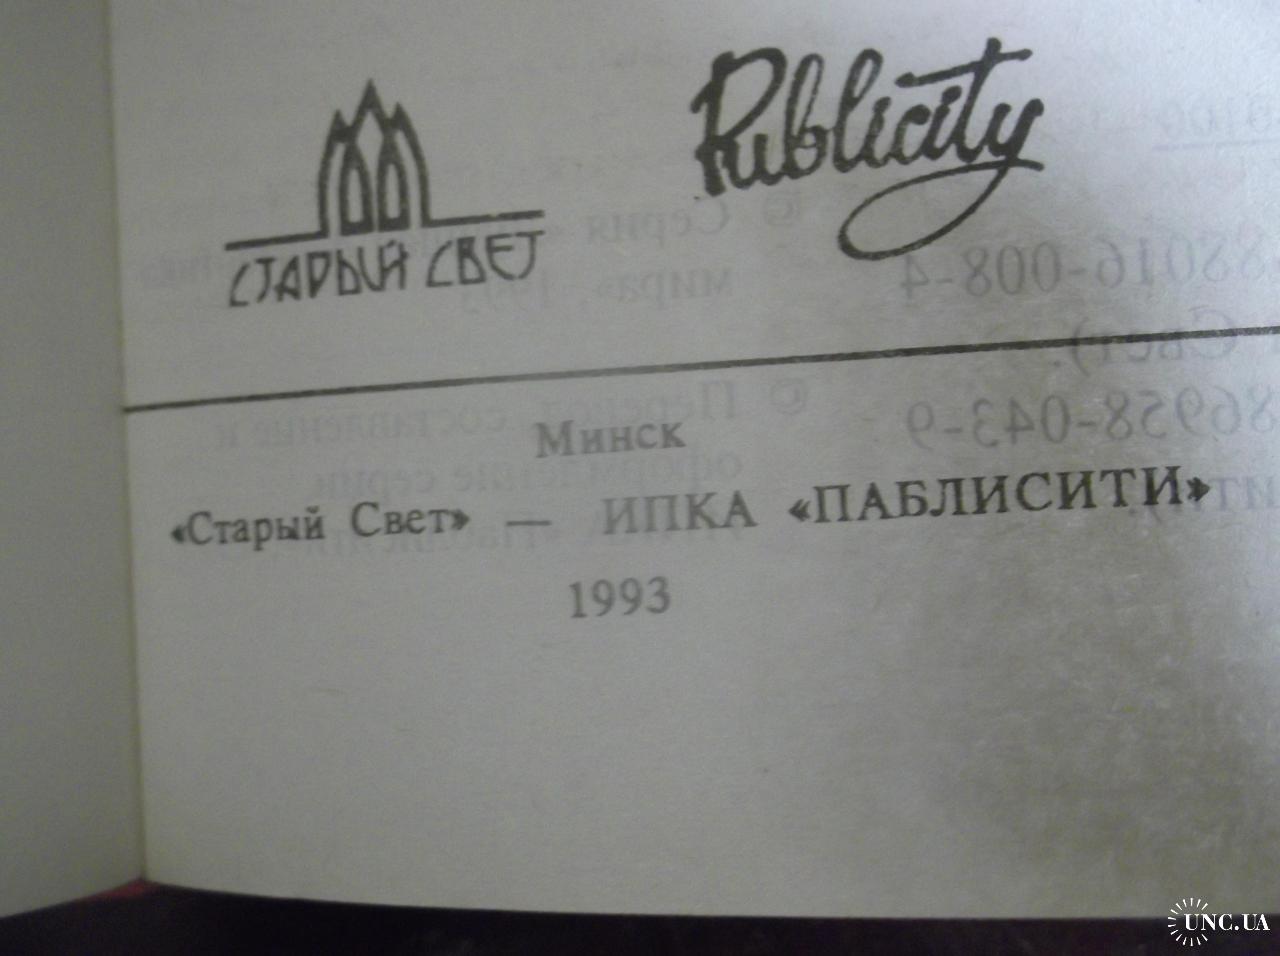 СТАРЫЙ СВЕТ
Publicity
Минск
«Старый Свет» — ИПКА «ПАБЛИСИТИ»
1993
UNC.UA